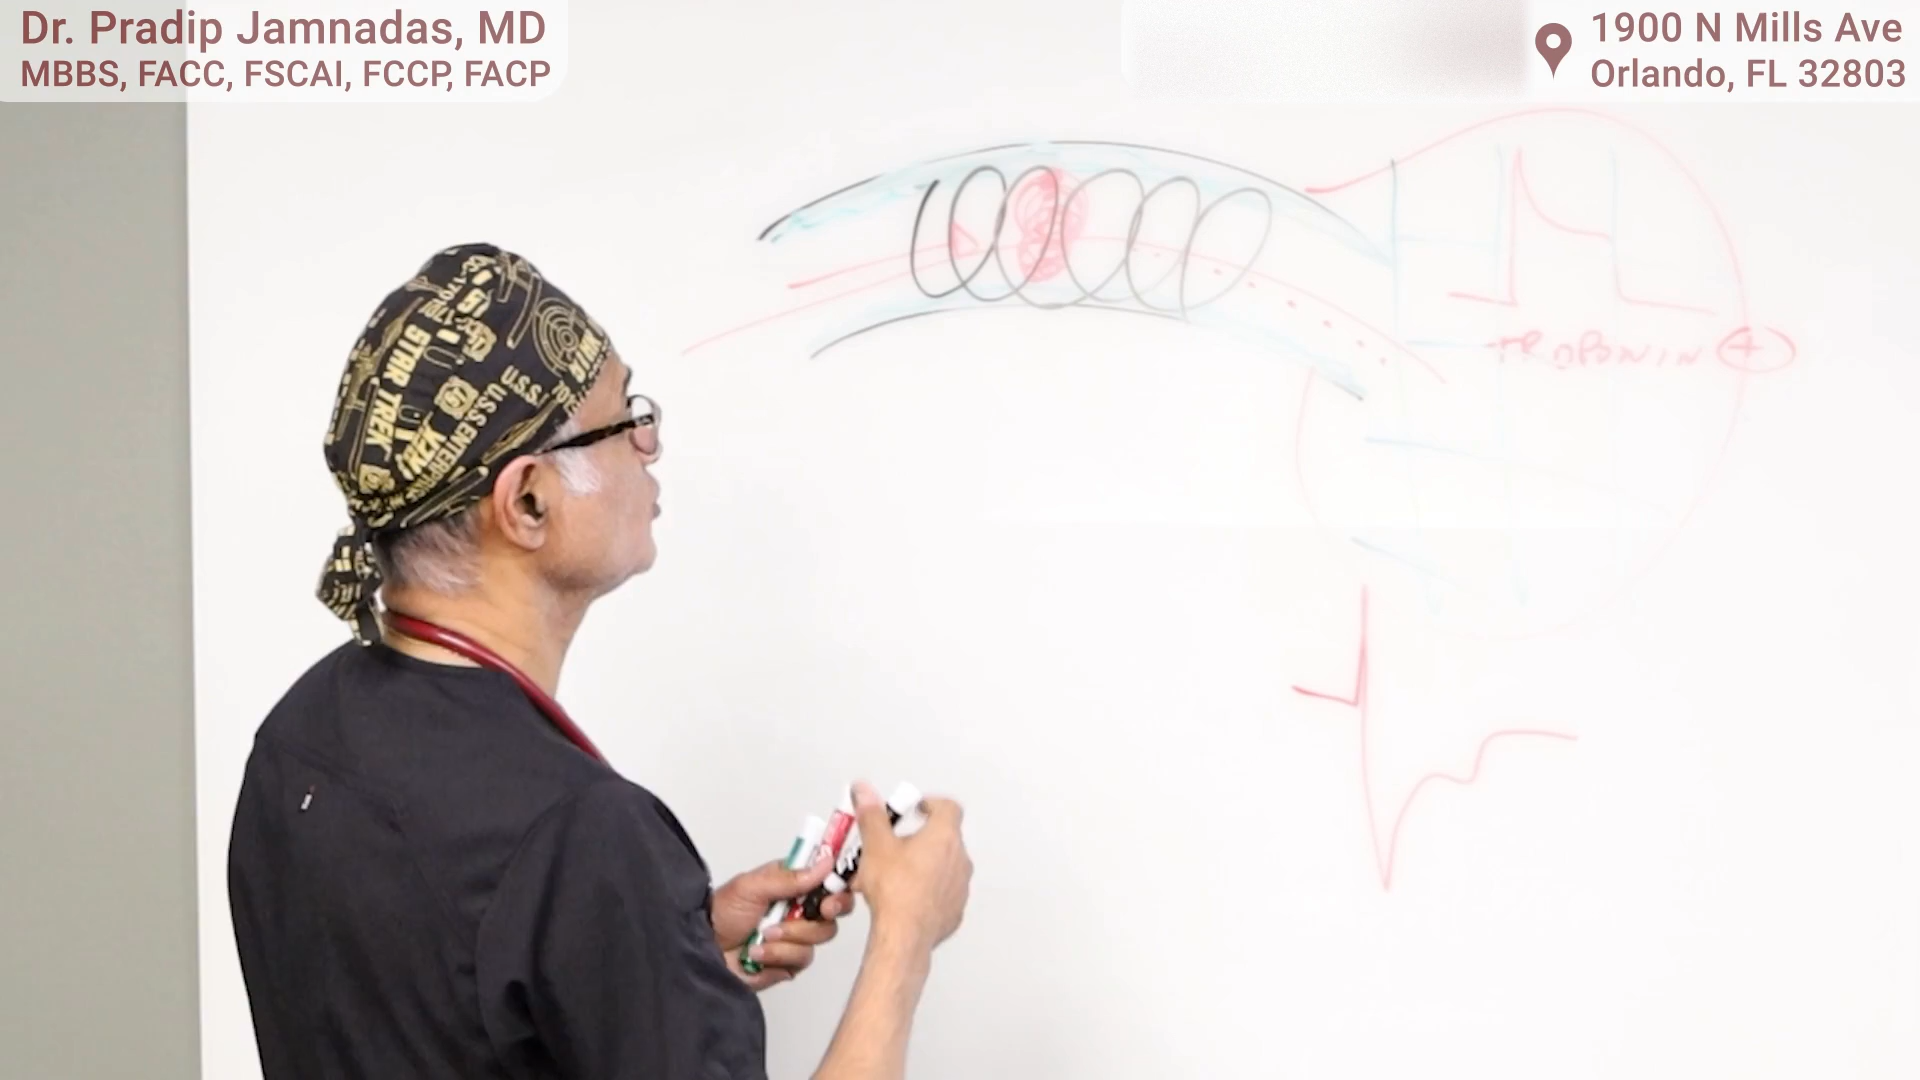 Dr. Pradip Jamnadas, MD
MBBS, FACC, FSCAI, FCCP, FACP
1900 N Mills Ave
Orlando, FL 32803
STAR TREK
U.S.S.
U.S.S. ENTERPRISE
TROPONIN (+)